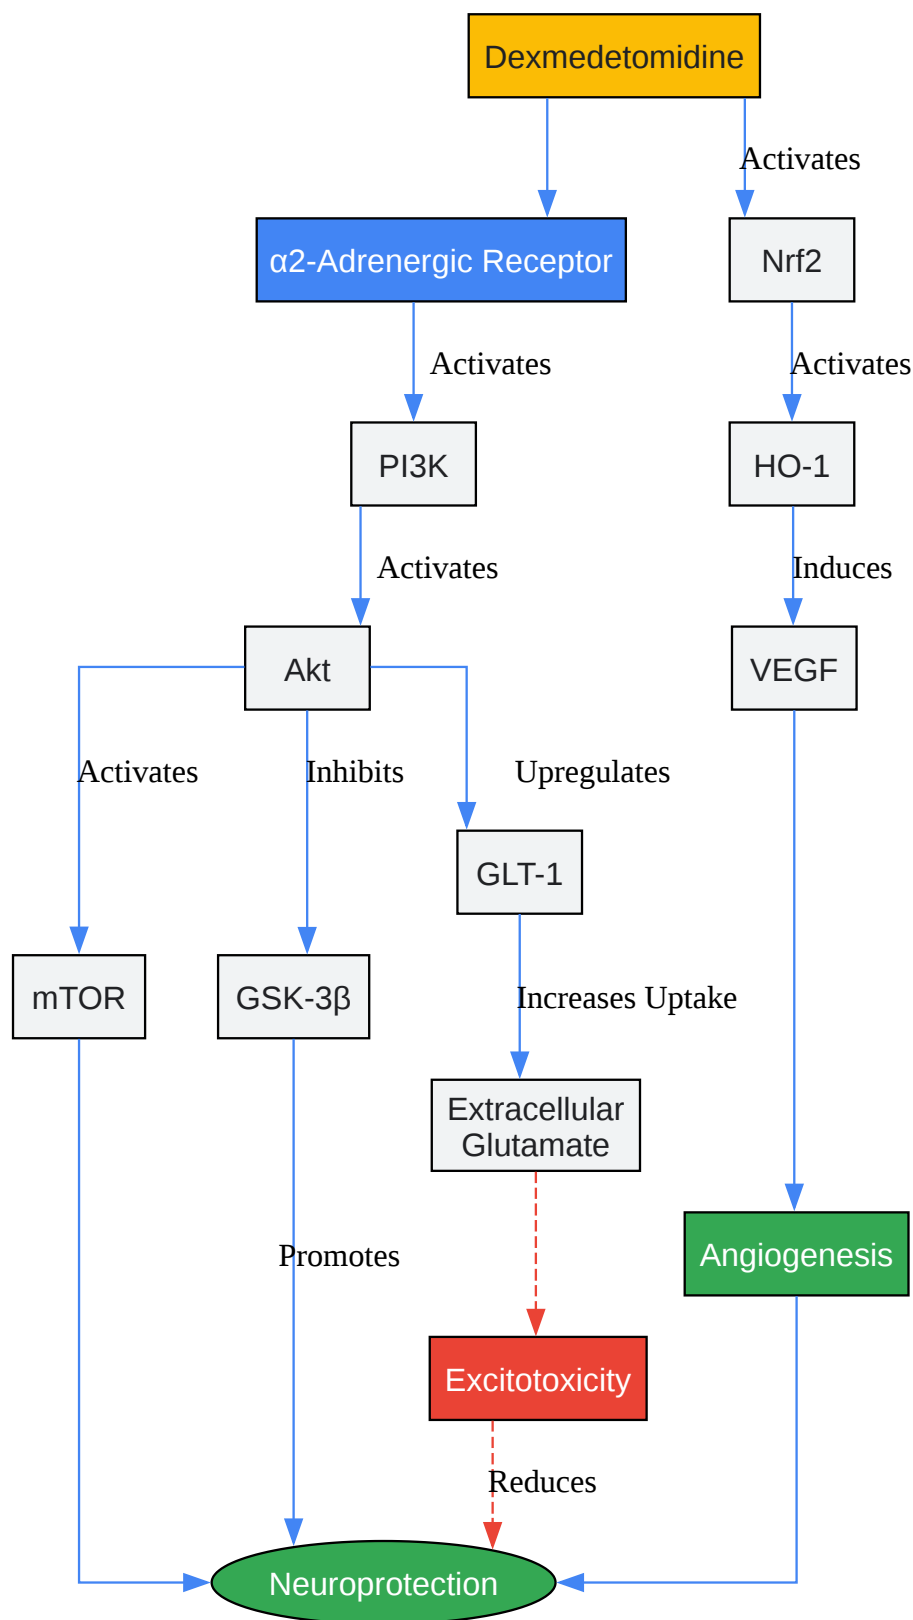 Dexmedetomidine
Activates
α2-Adrenergic Receptor
Nrf2
Activates
Activates
PI3K
HO-1
Activates
Induces
Akt
VEGF
Activates
Inhibits
Upregulates
GLT-1
mTOR
GSK-3β
Increases Uptake
Extracellular
Glutamate
Promotes
Angiogenesis
Excitotoxicity
Reduces
Neuroprotection